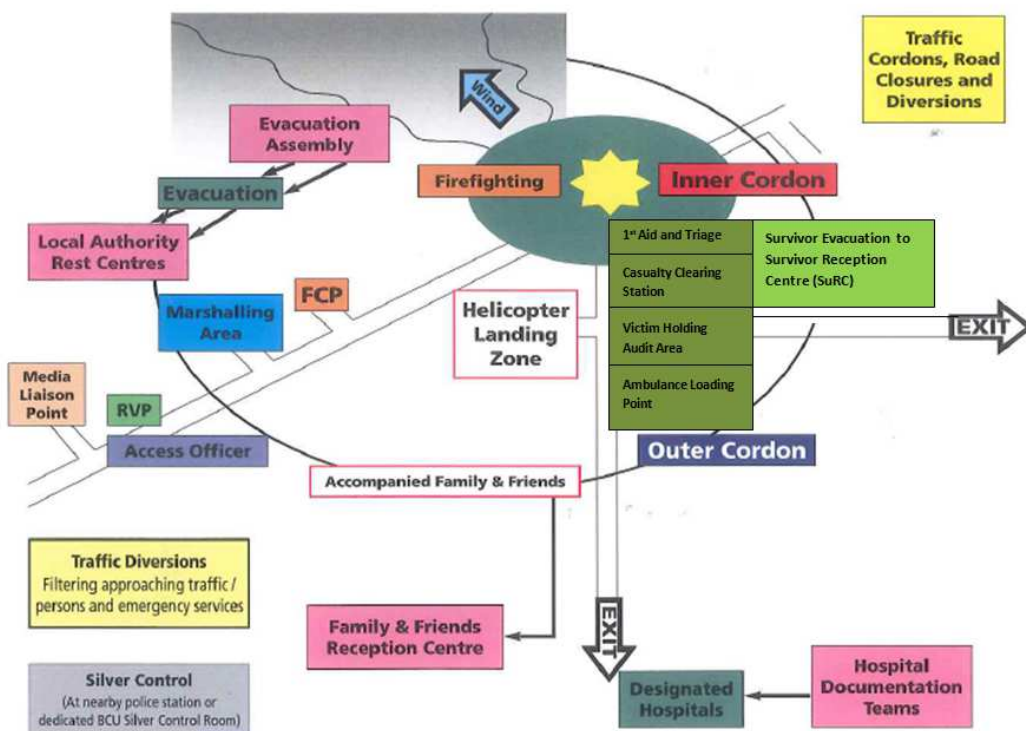 Traffic
Cordons, Road
Closures and
Diversions
Wind
Evacuation
Assembly
Firefighting
Inner Cordon
Evacuation
Local Authority
Rest Centres
1st Aid and Triage
Survivor Evacuation to
Survivor Reception
Centre (SuRC)
Casualty Clearing
Station
FCP
Marshalling
Area
Helicopter
Landing
Zone
Victim Holding
Audit Area
EXIT
Ambulance Loading
Point
Media
Liaison
Point
RVP
Access Officer
Outer Cordon
Accompanied Family & Friends
Traffic Diversions
Filtering approaching traffic /
persons and emergency services
Family & Friends
Reception Centre
EXIT
Silver Control
(At nearby police station or
dedicated BCU Silver Control Room)
Designated
Hospitals
Hospital
Documentation
Teams